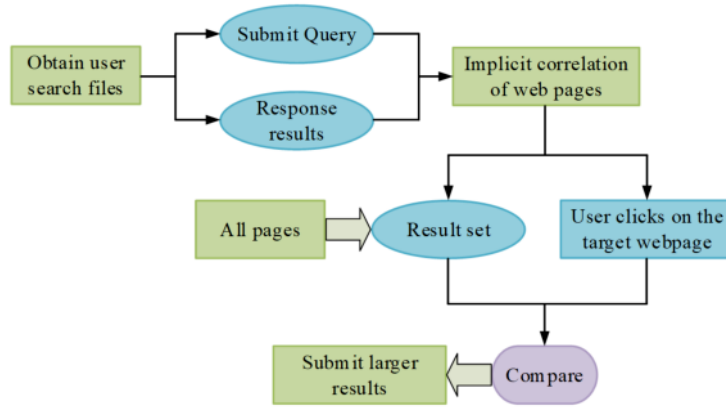 Submit Query
Obtain user
search files
Response
results
Implicit correlation
of web pages
All pages
Result set
User clicks on the
target webpage
Submit larger
results
Compare